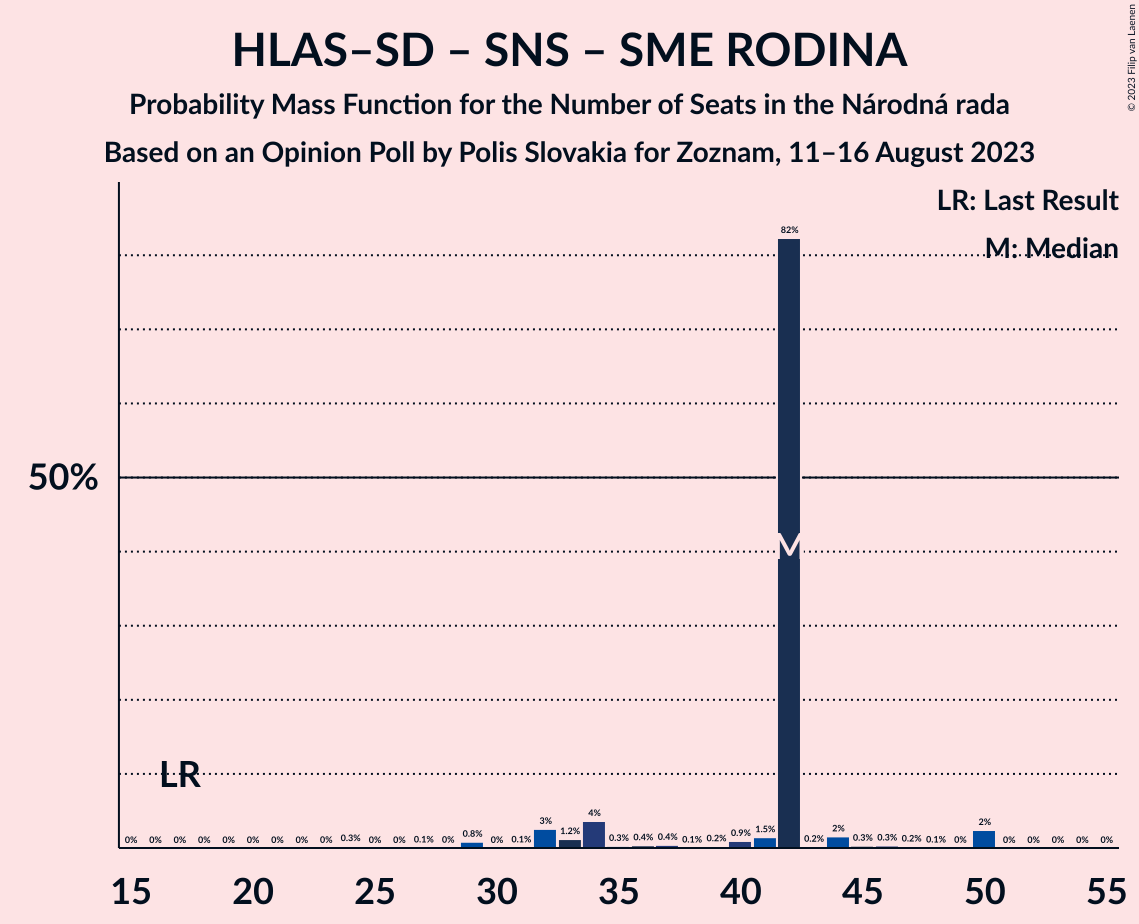 HLAS–SD – SNS – SME RODINA
Probability Mass Function for the Number of Seats in the Národná rada
Based on an Opinion Poll by Polis Slovakia for Zoznam, 11–16 August 2023
© 2023 Filip van Laenen
LR: Last Result
M: Median
50%
LR
M
0% 0% 0% 0% 0% 0% 0% 0% 0% 0.3% 0% 0% 0.1% 0% 0.8% 0% 0.1% 3% 1.2% 4% 0.3% 0.4% 0.4% 0.1% 0.2% 0.9% 1.5% 82% 0.2% 2% 0.3% 0.3% 0.2% 0.1% 0% 2% 0% 0% 0% 0% 0%
15 20 25 30 35 40 45 50 55